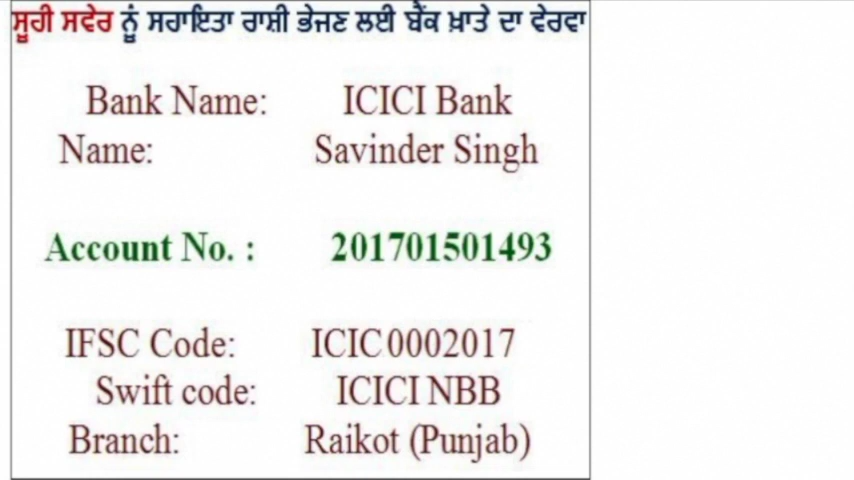 ਸੂਹੀ ਸਵੇਰ ਨੂੰ ਸਹਾਇਤਾ ਰਾਸ਼ੀ ਭੇਜਣ ਲਈ ਬੈਂਕ ਖ਼ਾਤੇ ਦਾ ਵੇਰਵਾ
Bank Name: ICICI Bank
Name: Savinder Singh
Account No. : 201701501493
IFSC Code: ICIC0002017
Swift code: ICICI NBB
Branch: Raikot (Punjab)